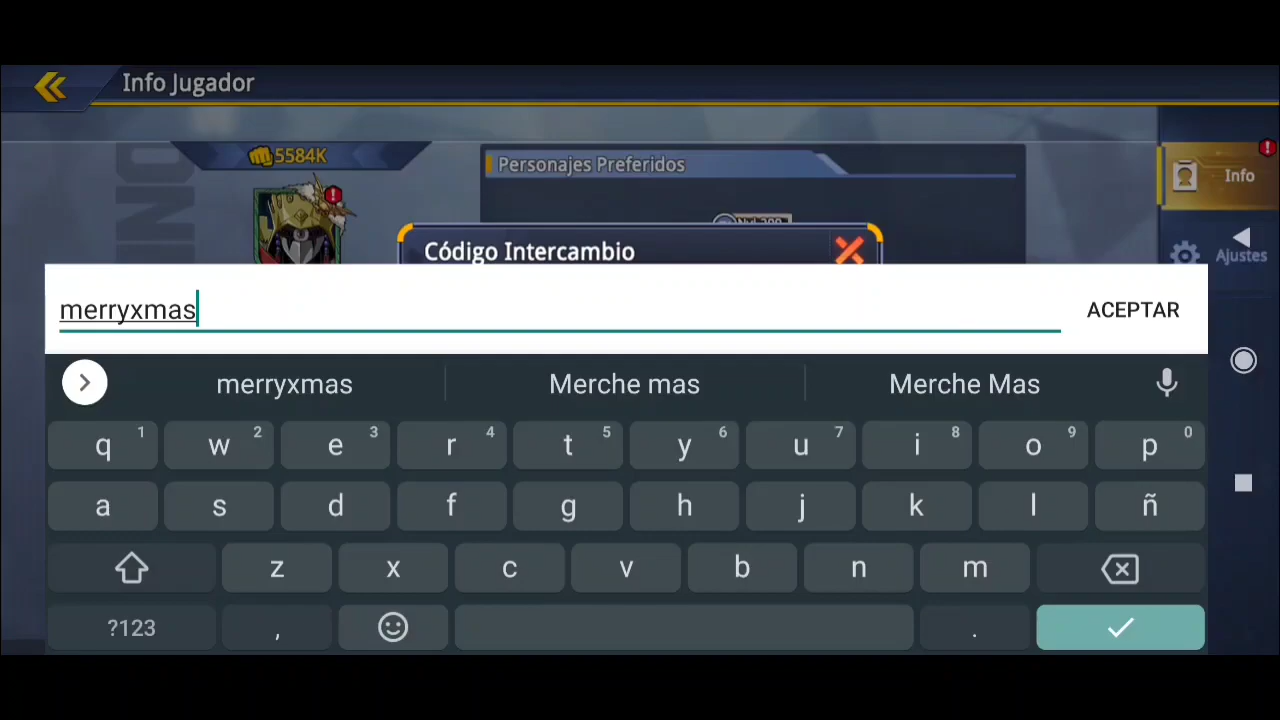 Info Jugador
5584K
Personajes Preferidos
Info
Ajustes
Código Intercambio
merryxmas
ACEPTAR
merryxmas Merche mas Merche Mas
q 1 w 2 e 3 r 4 t 5 y 6 u 7 i 8 o 9 p 0
a s d f g h j k l ñ
z x c v b n m
?123 , .